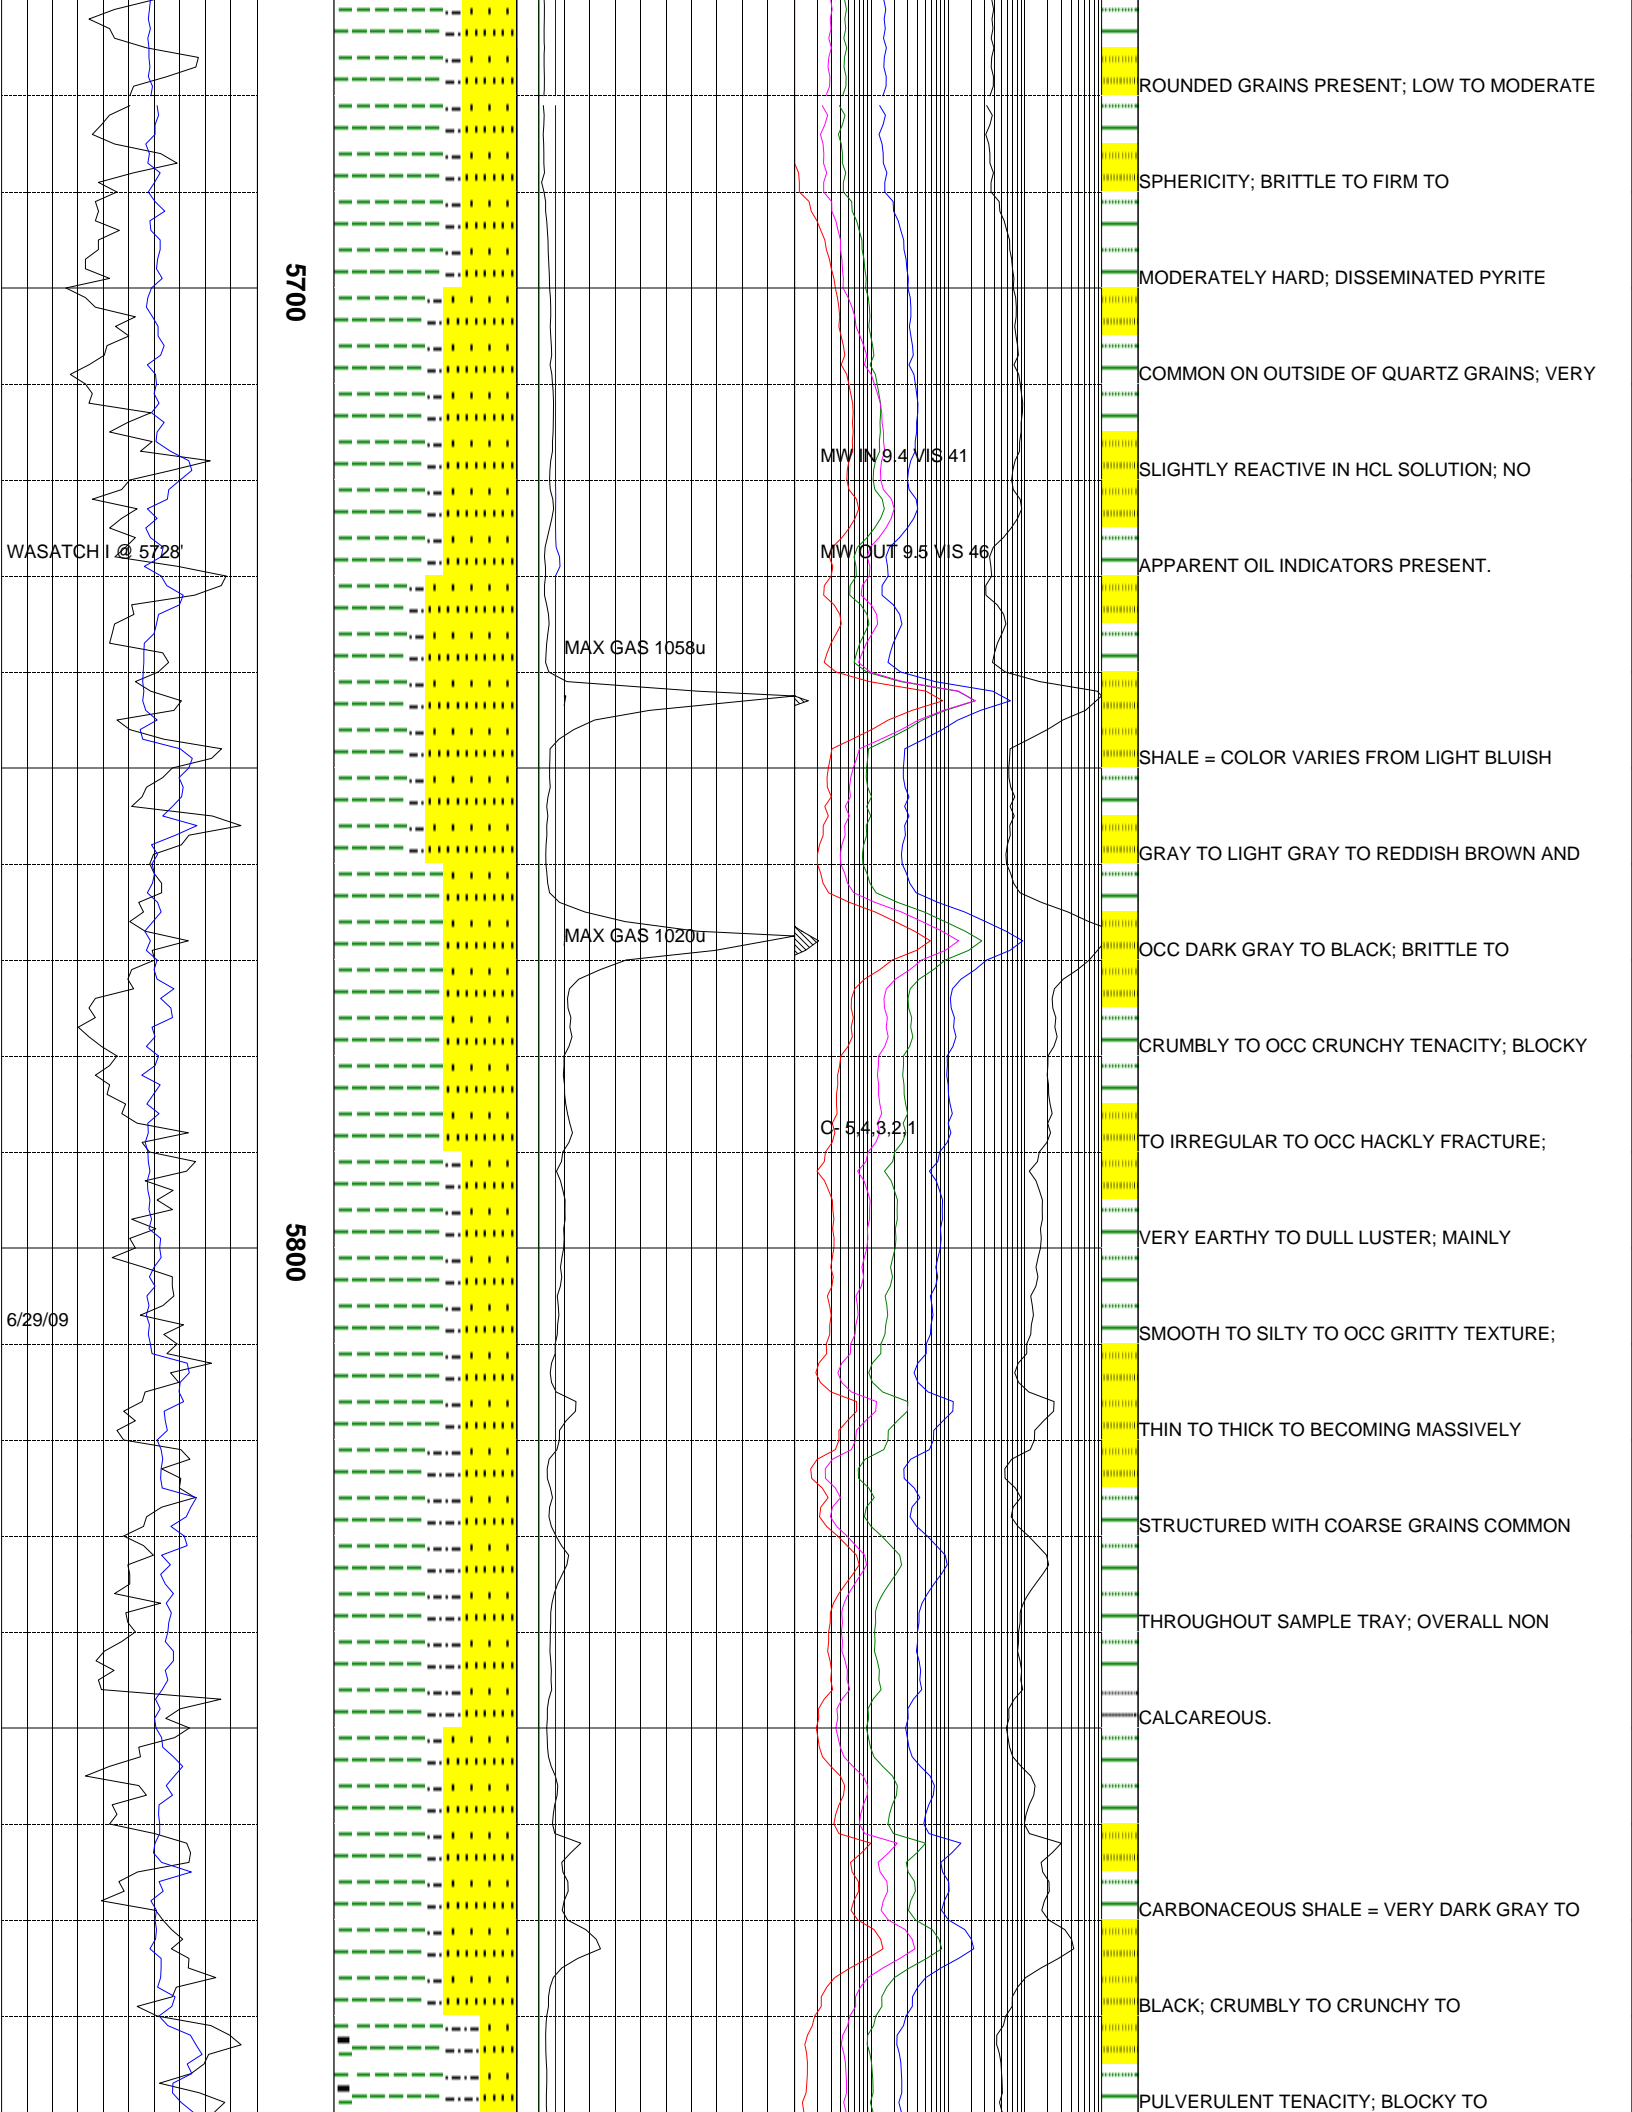 ROUNDED GRAINS PRESENT; LOW TO MODERATE
SPHERICITY; BRITTLE TO FIRM TO
5700
MODERATELY HARD; DISSEMINATED PYRITE
COMMON ON OUTSIDE OF QUARTZ GRAINS; VERY
MW IN 9.4 VIS 41
SLIGHTLY REACTIVE IN HCL SOLUTION; NO
WASATCH I @ 5728'
MW OUT 9.5 VIS 46
APPARENT OIL INDICATORS PRESENT.
MAX GAS 1058u
SHALE = COLOR VARIES FROM LIGHT BLUISH
GRAY TO LIGHT GRAY TO REDDISH BROWN AND
MAX GAS 1020u
OCC DARK GRAY TO BLACK; BRITTLE TO
CRUMBLY TO OCC CRUNCHY TENACITY; BLOCKY
C- 5,4,3,2,1
TO IRREGULAR TO OCC HACKLY FRACTURE;
5800
VERY EARTHY TO DULL LUSTER; MAINLY
6/29/09
SMOOTH TO SILTY TO OCC GRITTY TEXTURE;
THIN TO THICK TO BECOMING MASSIVELY
STRUCTURED WITH COARSE GRAINS COMMON
THROUGHOUT SAMPLE TRAY; OVERALL NON
CALCAREOUS.
CARBONACEOUS SHALE = VERY DARK GRAY TO
BLACK; CRUMBLY TO CRUNCHY TO
PULVERULENT TENACITY; BLOCKY TO